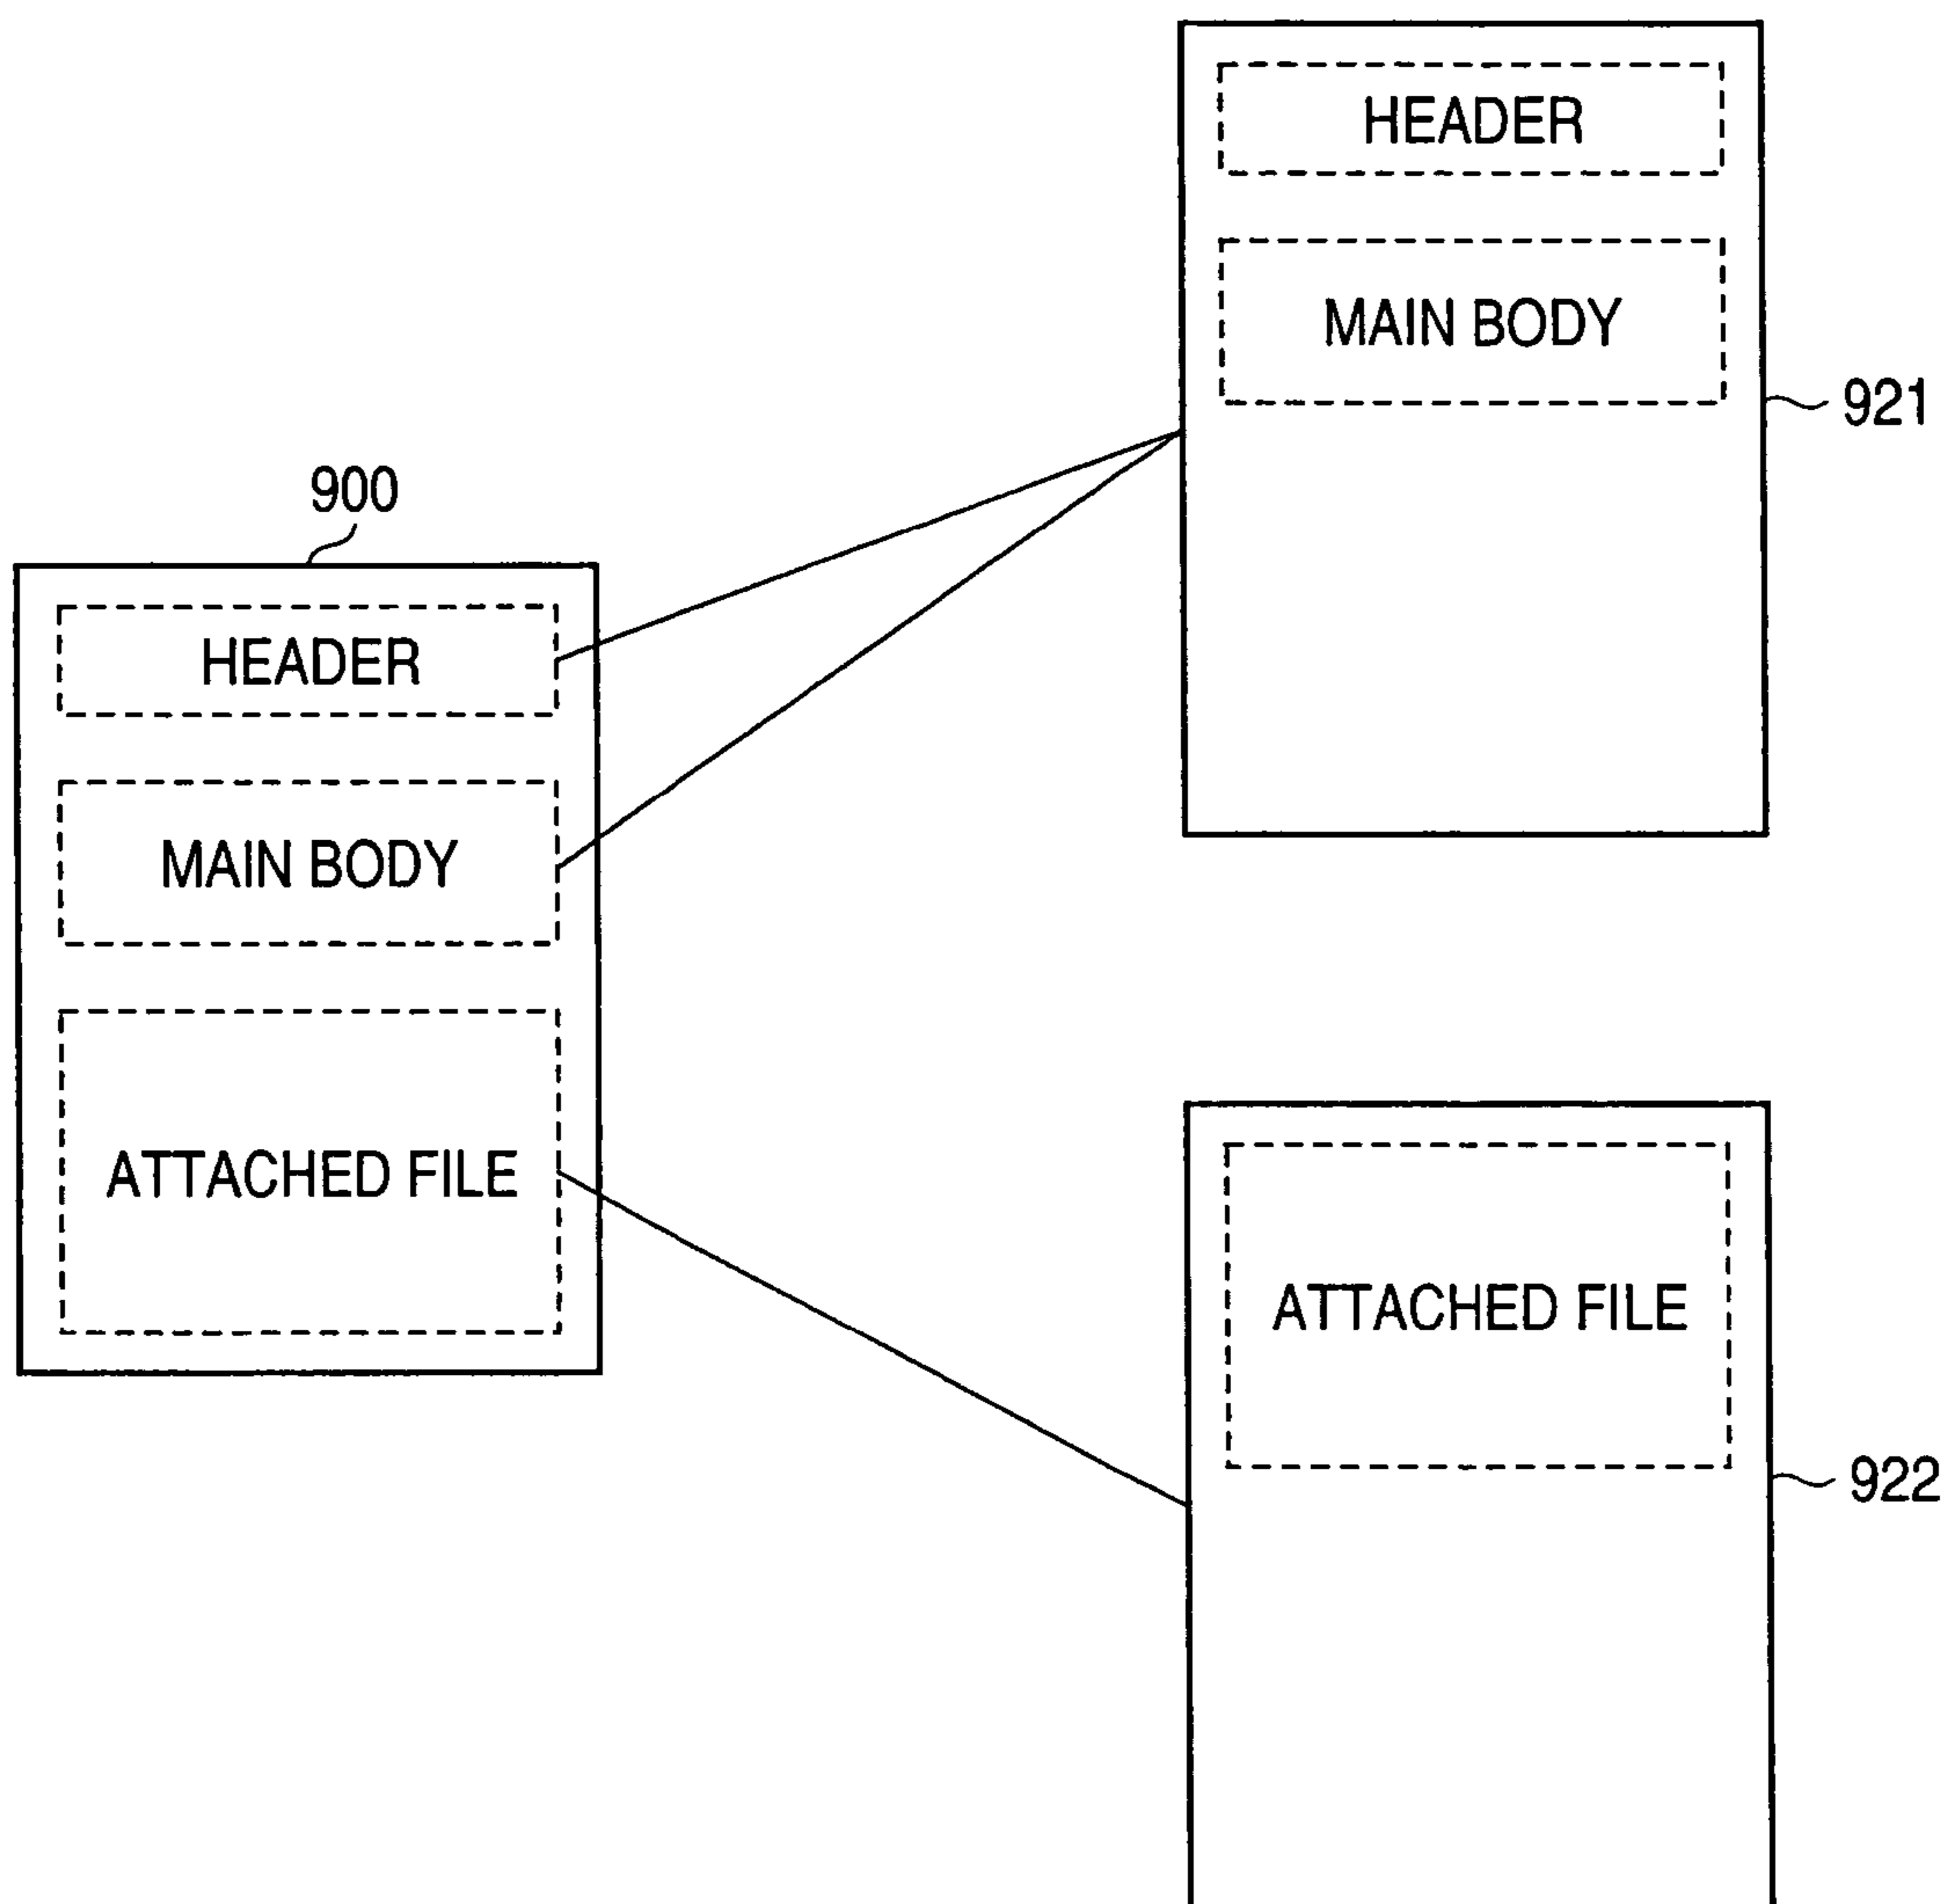 900
HEADER
MAIN BODY
ATTACHED FILE
HEADER
MAIN BODY
921
ATTACHED FILE
922